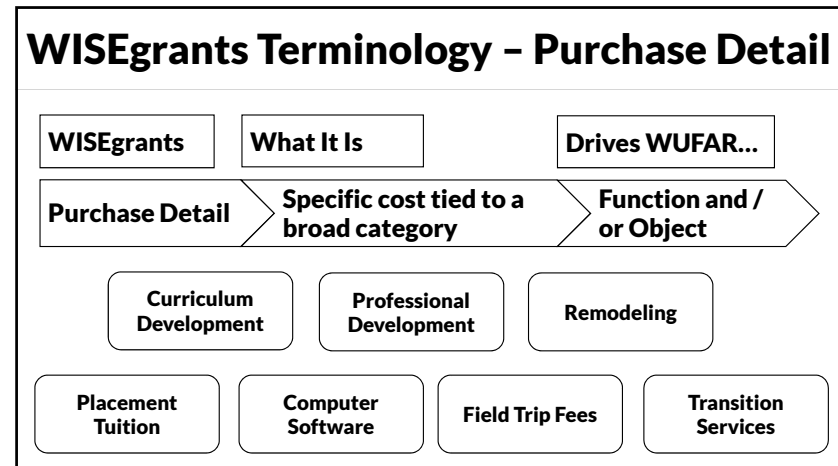 WISEgrants Terminology – Purchase Detail
WISEgrants
What It Is
Drives WUFAR...
Purchase Detail
Specific cost tied to a
broad category
Function and /
or Object
Curriculum
Development
Professional
Development
Remodeling
Placement
Tuition
Computer
Software
Field Trip Fees
Transition
Services